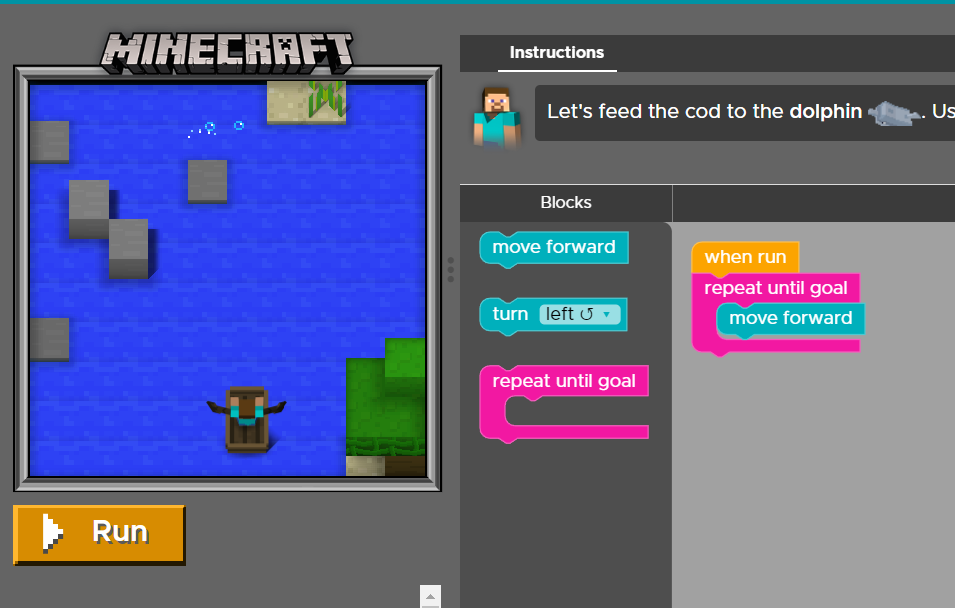 MINECRAFT
Instructions
Let's feed the cod to the dolphin . Us
Blocks
move forward
when run
repeat until goal
turn left ↺ ▼
move forward
repeat until goal
Run